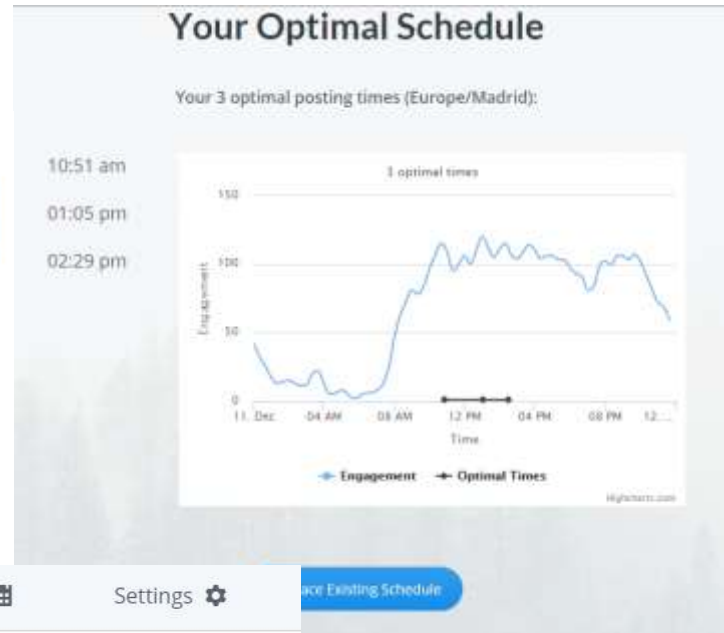 Your Optimal Schedule
Your 3 optimal posting times (Europe/Madrid):
10:51 am
01:05 pm
02:29 pm
3 optimal times
150
100
50
0
Engagement
11. Dec
04 AM
08 AM
12 PM
04 PM
08 PM
12....
Time
Engagement
Optimal Times
Highcharts.com
Settings
ace Existing Schedule